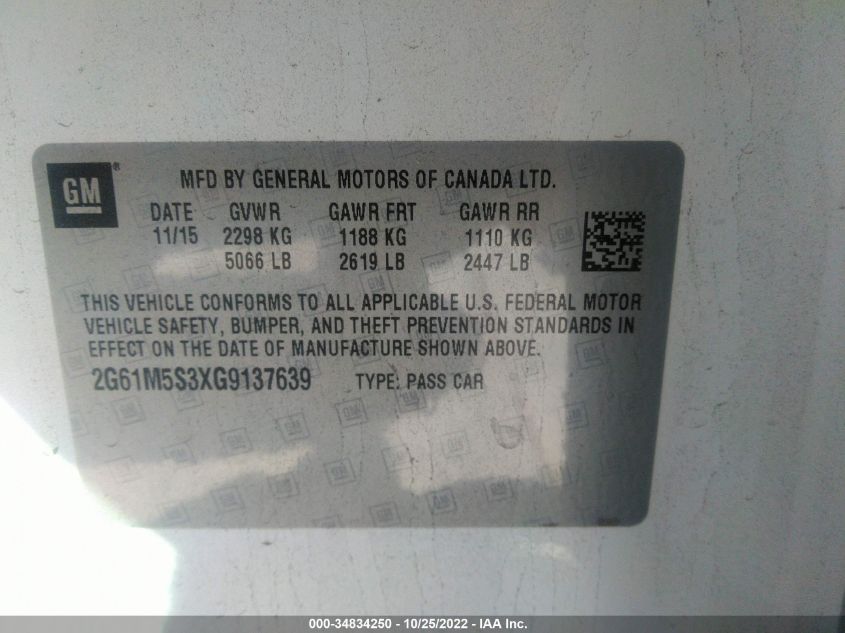 GM®
MFD BY GENERAL MOTORS OF CANADA LTD.
DATE GVWR GAWR FRT GAWR RR
11/15 2298 KG 1188 KG 1110 KG
5066 LB 2619 LB 2447 LB
THIS VEHICLE CONFORMS TO ALL APPLICABLE U.S. FEDERAL MOTOR
VEHICLE SAFETY, BUMPER, AND THEFT PREVENTION STANDARDS IN
EFFECT ON THE DATE OF MANUFACTURE SHOWN ABOVE.
2G61M5S3XG9137639 TYPE: PASS CAR
000-34834250 - 10/25/2022 - IAA Inc.